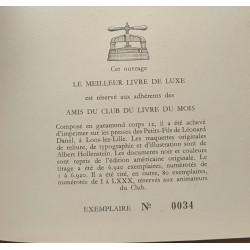 Cet ouvrage
LE MEILLEUR LIVRE DE LUXE
est réservé aux adhérents des
AMIS DU CLUB DU LIVRE DU MOIS
Composé en garamond corps 12, il a été achevé
d'imprimer sur les presses des Petits-Fils de Léonard
Danel, à Loos-lez-Lille. Les maquettes originales
de reliure, de typographie et d'illustration sont de
Albert Hollenstein. Les documents noir et couleurs
sont repris de l'édition américaine originale. Le
tirage a été fixé à 6.920 exemplaires, numérotés de
1 à 6.920. Il a été tiré, en outre, 80 exemplaires,
numérotés de I à LXXX, réservés aux animateurs
du Club.
EXEMPLAIRE N° 0034